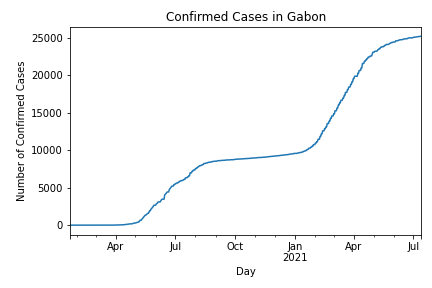 Confirmed Cases in Gabon
Number of Confirmed Cases
25000
20000
15000
10000
5000
0
Apr Jul Oct Jan Apr Jul
2021
Day